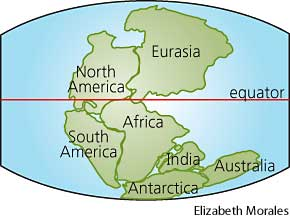 Eurasia
North
America
equator
Africa
South
America
India
Australia
Antarctica
Elizabeth Morales